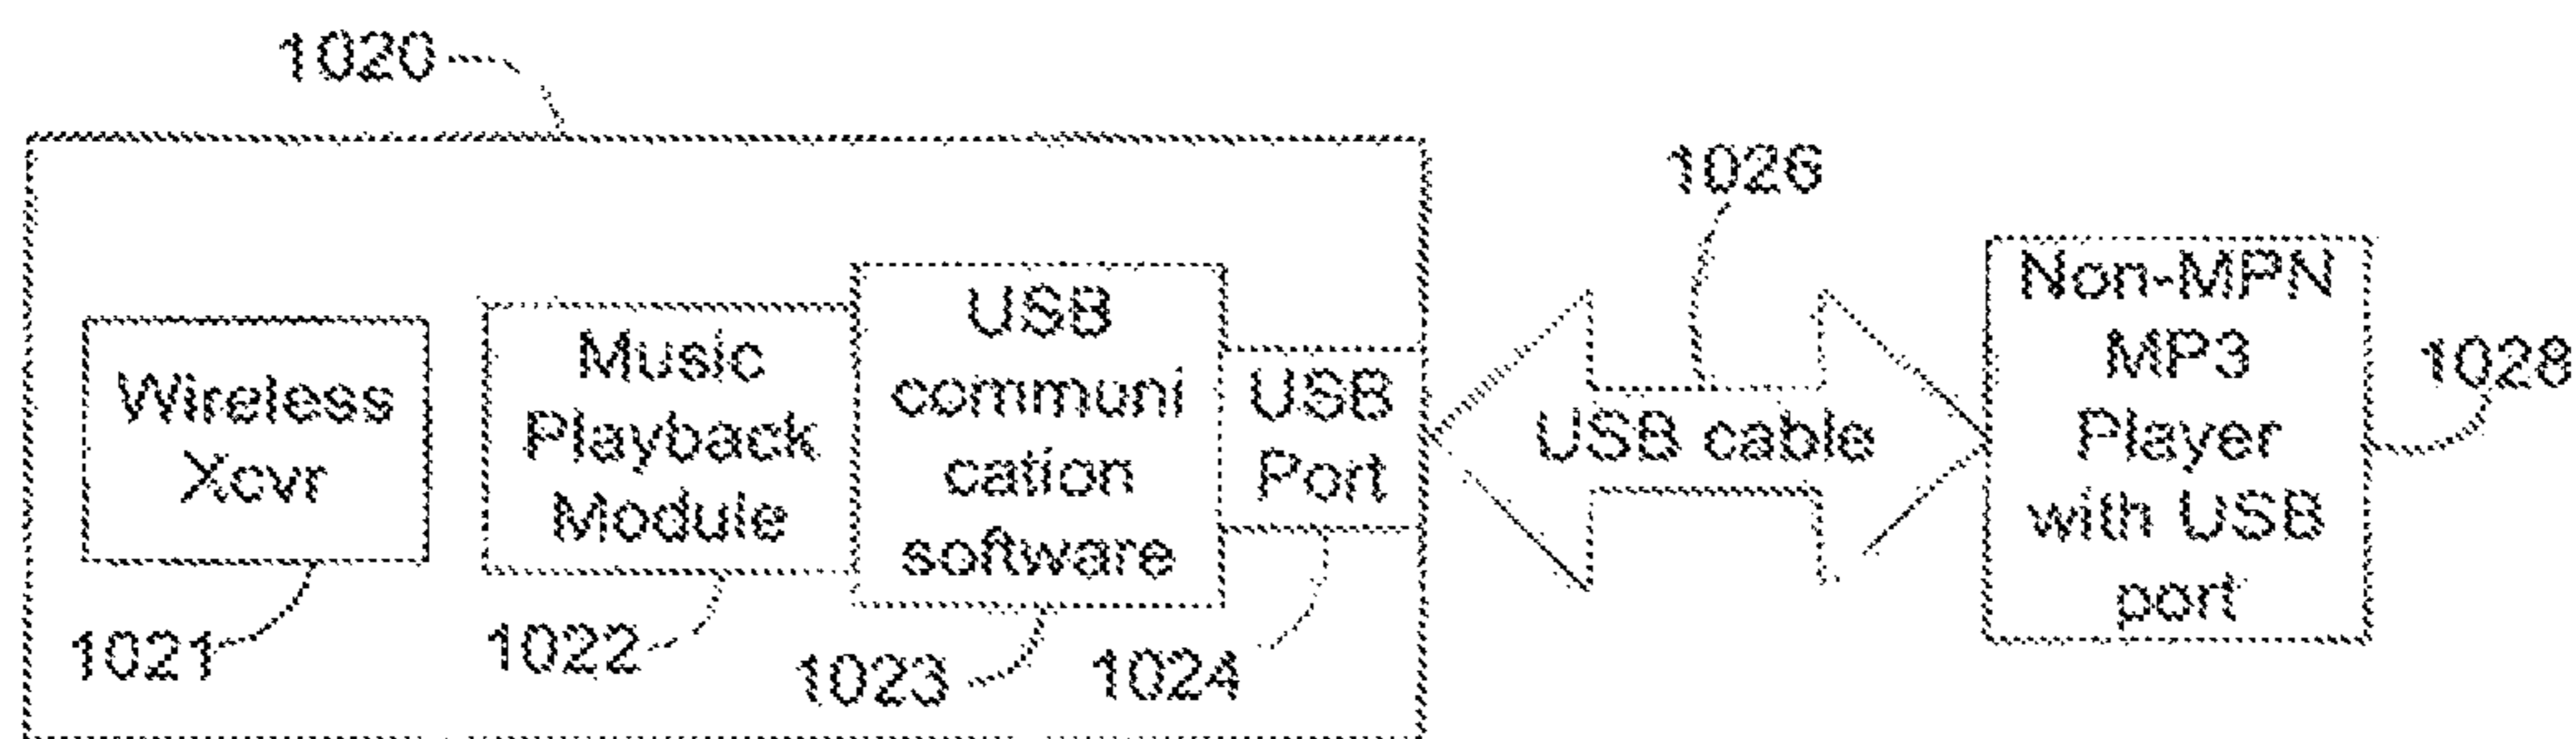 1020
1026
Wireless
Xcvr
Music
Playback
Module
USB
communi
cation
software
USB
Port
USB cable
Non-MPN
MP3
Player
with USB
port
1028
1021
1022
1023
1024